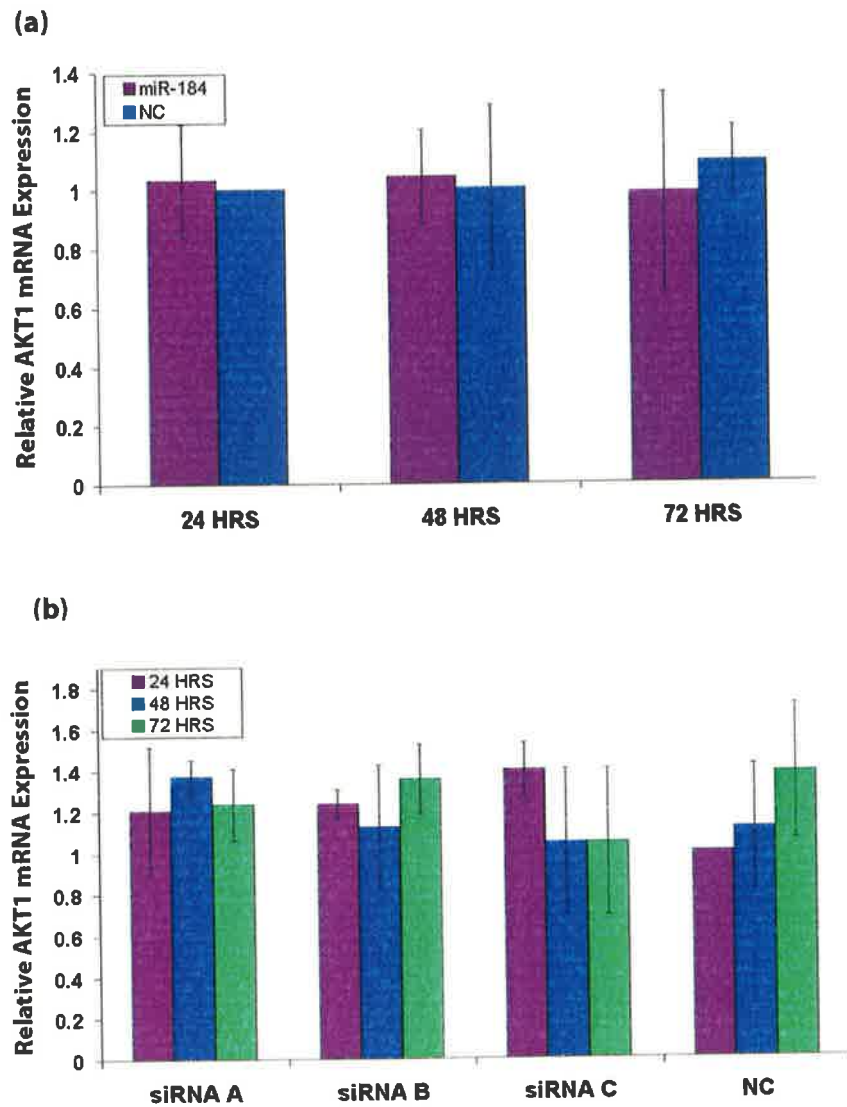 (a)
Relative AKT1 mRNA Expression
1.4
1.2
1
0.8
0.6
0.4
0.2
0
miR-184
NC
24 HRS
48 HRS
72 HRS
(b)
Relative AKT1 mRNA Expression
1.8
1.6
1.4
1.2
1
0.8
0.6
0.4
0.2
0
24 HRS
48 HRS
72 HRS
siRNA A
siRNA B
siRNA C
NC